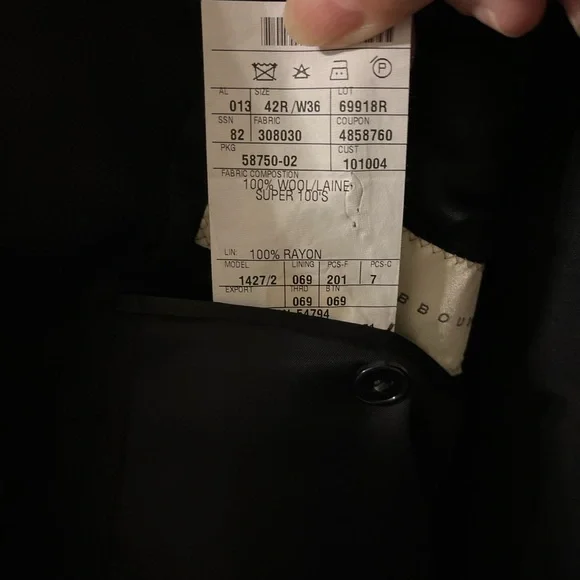 P
AL SIZE LOT
013 42R /W36 69918R
SSN FABRIC COUPON
82 308030 4858760
PKG CUST
58750-02 101004
FABRIC COMPOSTION
100% WOOL/LAINE
SUPER 100'S
LIN: 100% RAYON
MODEL LINING PCS-F PCS-C
1427/2 069 201 7
EXPORT THRD BTN
069 069
54794
BBOU